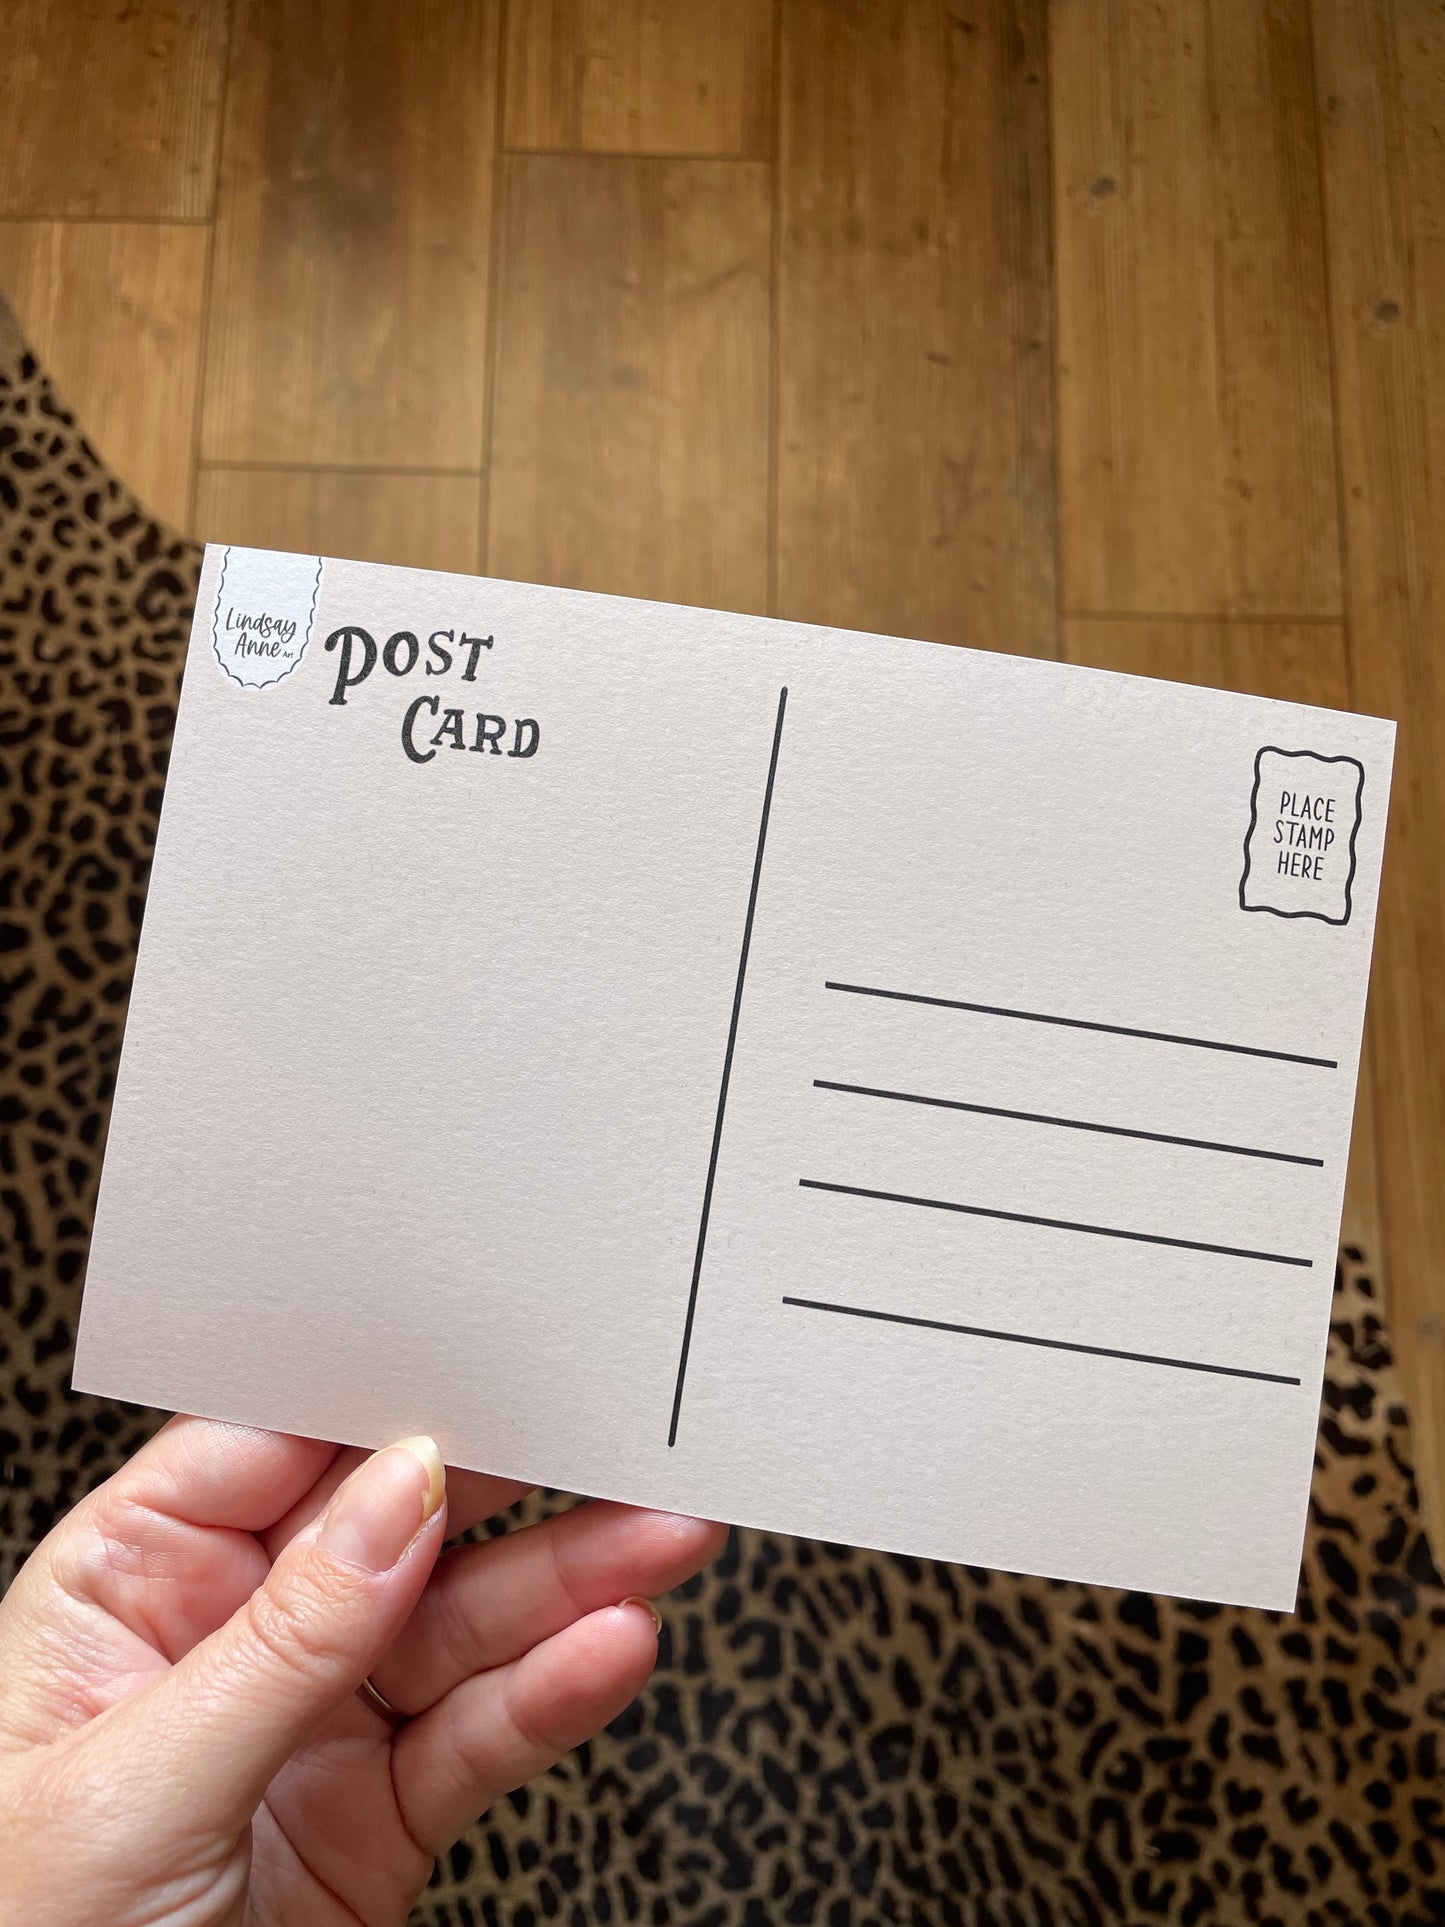 Lindsay
Anne Art
POST
CARD
PLACE
STAMP
HERE